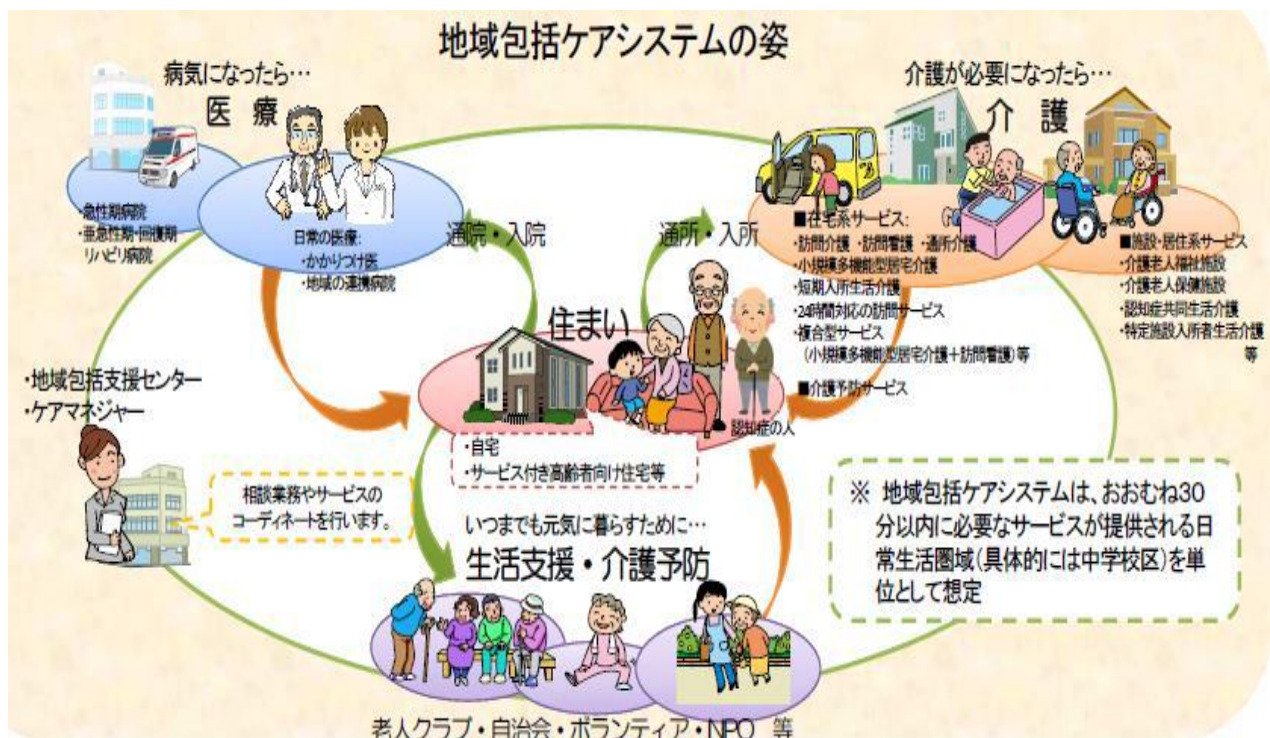 地域包括ケアシステムの姿
病気になったら…
医 療
・急性期病院
・亜急性期・回復期
リハビリ病院
日常の医療:
・かかりつけ医
・地域の連携病院
通院・入院
通所・入所
介護が必要になったら…
介 護
■在宅系サービス:
・訪問介護 ・訪問看護 ・通所介護
・小規模多機能型居宅介護
・短期入所生活介護
・24時間対応の訪問サービス
・複合型サービス
(小規模多機能型居宅介護+訪問看護)等
■介護予防サービス
■施設・居住系サービス
・介護老人福祉施設
・介護老人保健施設
・認知症共同生活介護
・特定施設入所者生活介護
等
住まい
認知症の人
・自宅
・サービス付き高齢者向け住宅等
・地域包括支援センター
・ケアマネジャー
相談業務やサービスの
コーディネートを行います。
いつまでも元気に暮らすために…
生活支援・介護予防
老人クラブ・自治会・ボランティア・NPO 等
※ 地域包括ケアシステムは、おおむね30
分以内に必要なサービスが提供される日
常生活圏域(具体的には中学校区)を単
位として想定